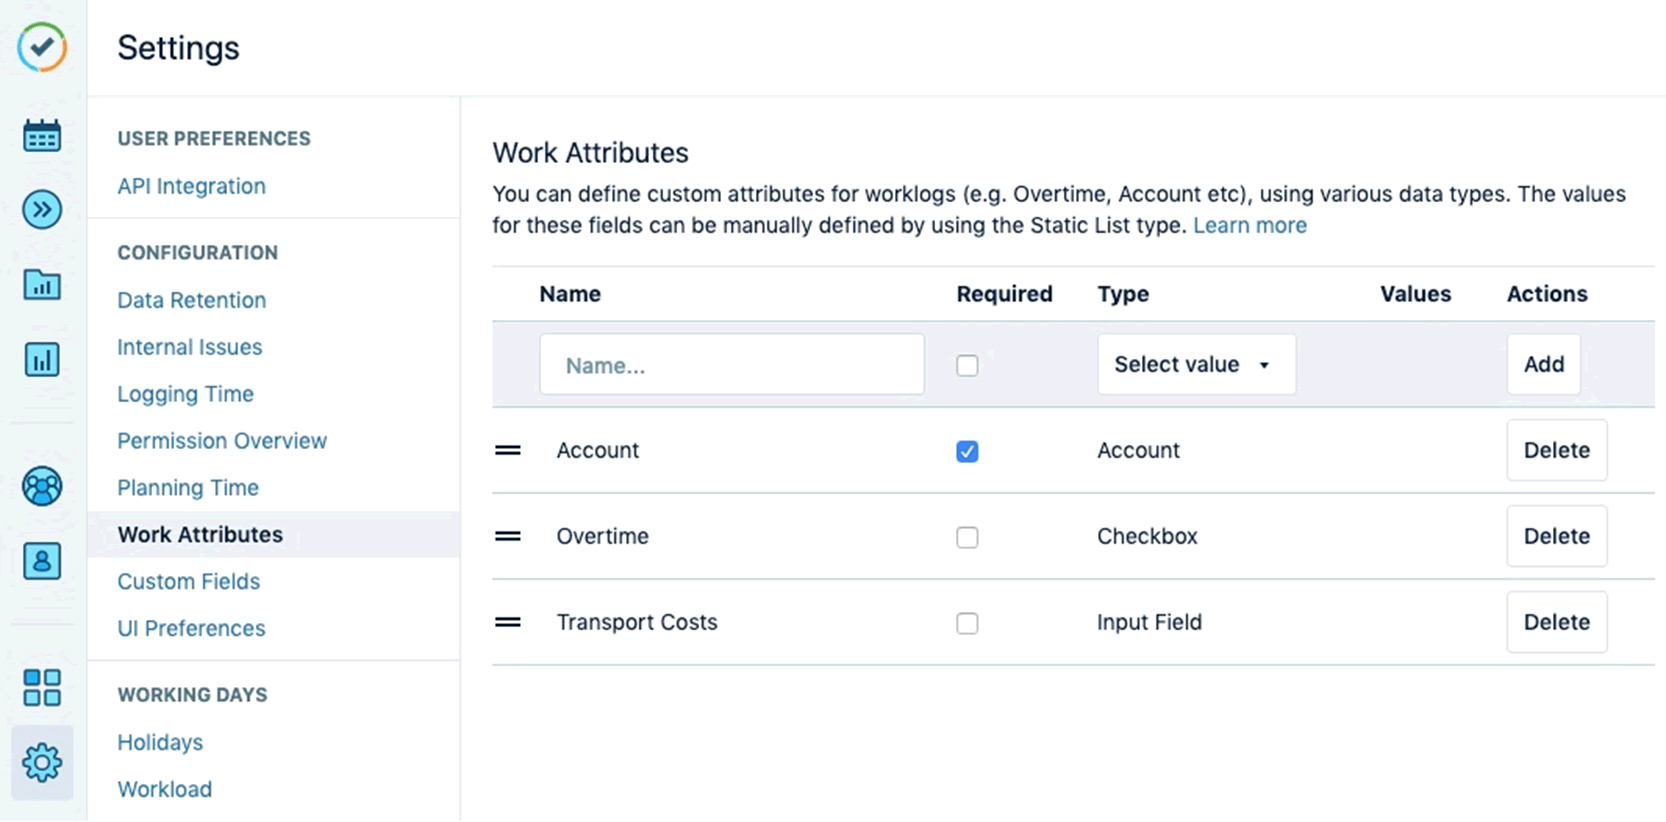 Settings
USER PREFERENCES
API Integration
CONFIGURATION
Data Retention
Internal Issues
Logging Time
Permission Overview
Planning Time
Work Attributes
Custom Fields
UI Preferences
WORKING DAYS
Holidays
Workload
Work Attributes
You can define custom attributes for worklogs (e.g. Overtime, Account etc), using various data types. The values
for these fields can be manually defined by using the Static List type. Learn more
Name Required Type Values Actions
Name... Select value Add
Account Account Delete
Overtime Checkbox Delete
Transport Costs Input Field Delete